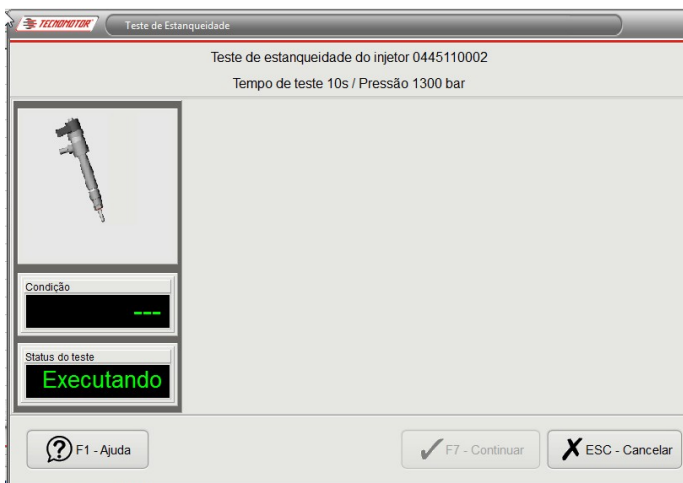 TECNOMOTOR
Teste de Estanqueidade
Teste de estanqueidade do injetor 0445110002
Tempo de teste 10s / Pressão 1300 bar
Condição
---
Status do teste
Executando
F1 - Ajuda
F7 - Continuar
ESC - Cancelar